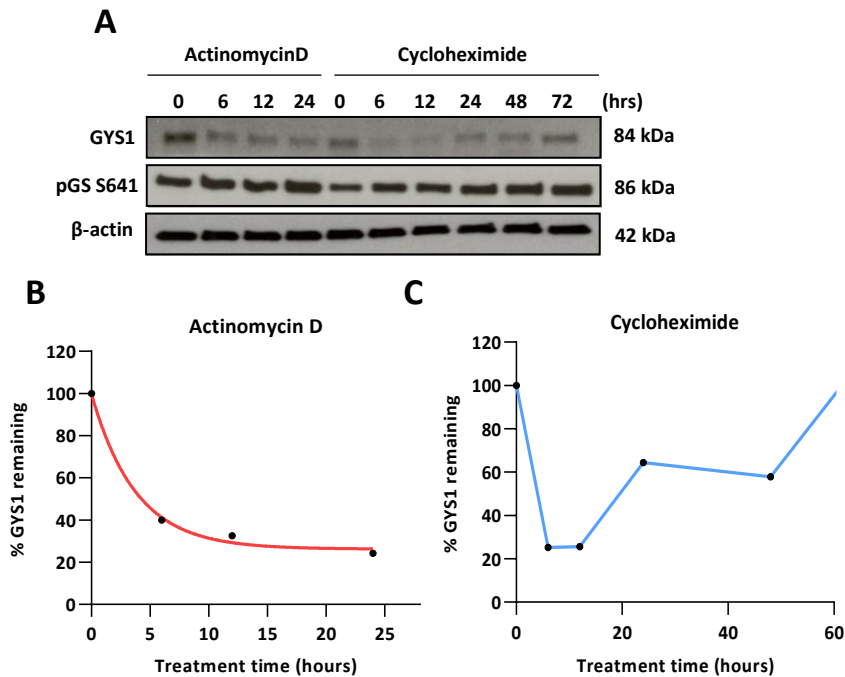 A
ActinomycinD Cycloheximide
0 6 12 24 0 6 12 24 48 72 (hrs)
GYS1 84 kDa
pGS S641 86 kDa
β-actin 42 kDa
B
Actinomycin D
120
100
80
60
40
20
0
% GYS1 remaining
0 5 10 15 20 25
Treatment time (hours)
C
Cycloheximide
120
100
80
60
40
20
0
% GYS1 remaining
0 20 40 60
Treatment time (hours)